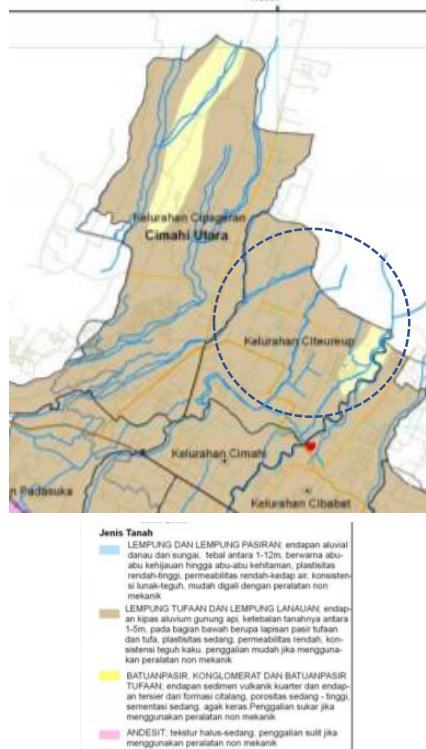 Kelurahan Cipageran
Cimahi Utara
Kelurahan Citeureup
Kelurahan Cimahi
n Padasuka
Kelurahan Cibabat
Jenis Tanah
LEMPUNG DAN LEMPUNG PASIRAN; endapan aluvial
danau dan sungai, tebal antara 1-12m, berwarna abu-
abu kehijauan hingga abu-abu kehitaman, plastisitas
rendah-tinggi, permeabilitas rendah-kedap air, konsisten-
si lunak-teguh, mudah digali dengan peralatan non
mekanik
LEMPUNG TUFAAN DAN LEMPUNG LANAUAN; endap-
an kipas aluvium gunung api, ketebalan tanahnya antara
1-5m, pada bagian bawah berupa lapisan pasir tufaan
dan tufa, plastisitas sedang, permeabilitas rendah, kon-
sistensi teguh kaku, penggalian mudah jika mengguna-
kan peralatan non mekanik
BATUANPASIR, KONGLOMERAT DAN BATUANPASIR
TUFAAN; endapan sedimen vulkanik kuarter dan endap-
an tersier dari formasi citalang, porositas sedang - tinggi,
sementasi sedang, agak keras.Penggalian sukar jika
menggunakan peralatan non mekanik
ANDESIT; tekstur halus-sedang, penggalian sulit jika
menggunakan peralatan non mekanik